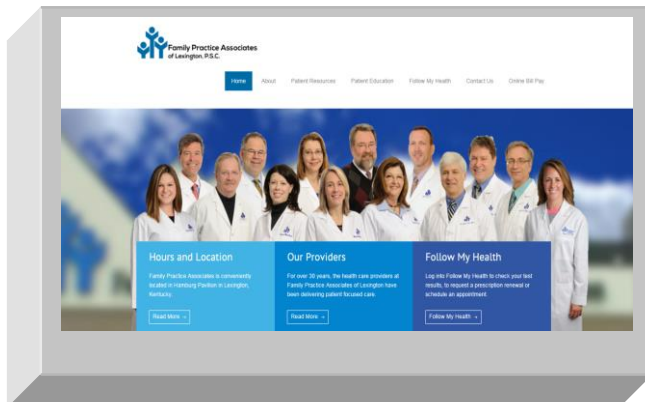 Family Practice Associates
of Lexington, P.S.C.
Home About Patient Resources Patient Education Follow My Health Contact Us Online Bill Pay
Hours and Location
Family Practice Associates is conveniently
located in Hamburg Pavilion in Lexington,
Kentucky.
Read More →
Our Providers
For over 30 years, the health care providers at
Family Practice Associates of Lexington have
been delivering patient focused care.
Read More →
Follow My Health
Log into Follow My Health to check your test
results, to request a prescription renewal or
schedule an appointment.
Follow My Health →